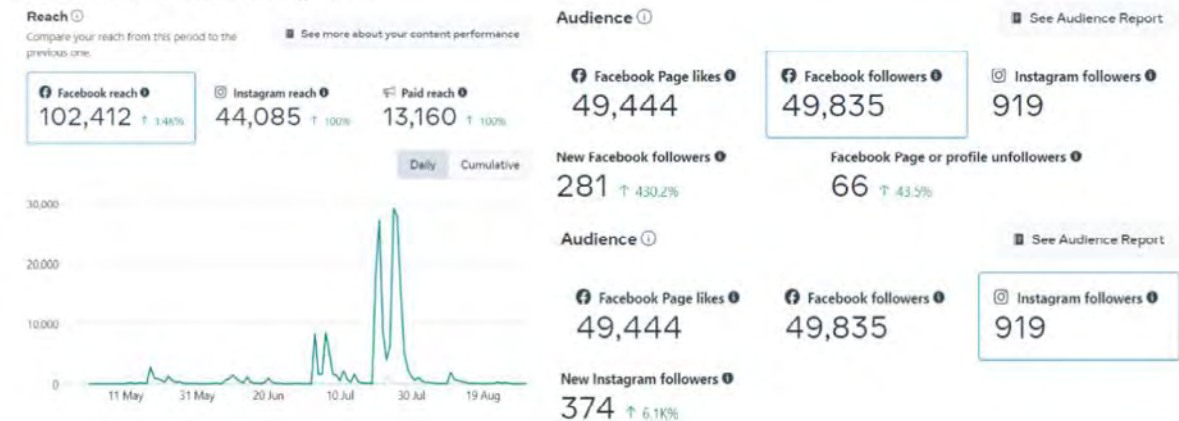 Reach
Compare your reach from this period to the
previous one.
See more about your content performance
Facebook reach
102,412 ↑ 1.4K%
Instagram reach
44,085 ↑ 100%
Paid reach
13,160 ↑ 100%
Daily Cumulative
30,000
20,000
10,000
0
11 May 31 May 20 Jun 10 Jul 30 Jul 19 Aug
Audience
See Audience Report
Facebook Page likes
49,444
Facebook followers
49,835
Instagram followers
919
New Facebook followers
281 ↑ 430.2%
Facebook Page or profile unfollowers
66 ↑ 43.5%
Audience
See Audience Report
Facebook Page likes
49,444
Facebook followers
49,835
Instagram followers
919
New Instagram followers
374 ↑ 6.1K%